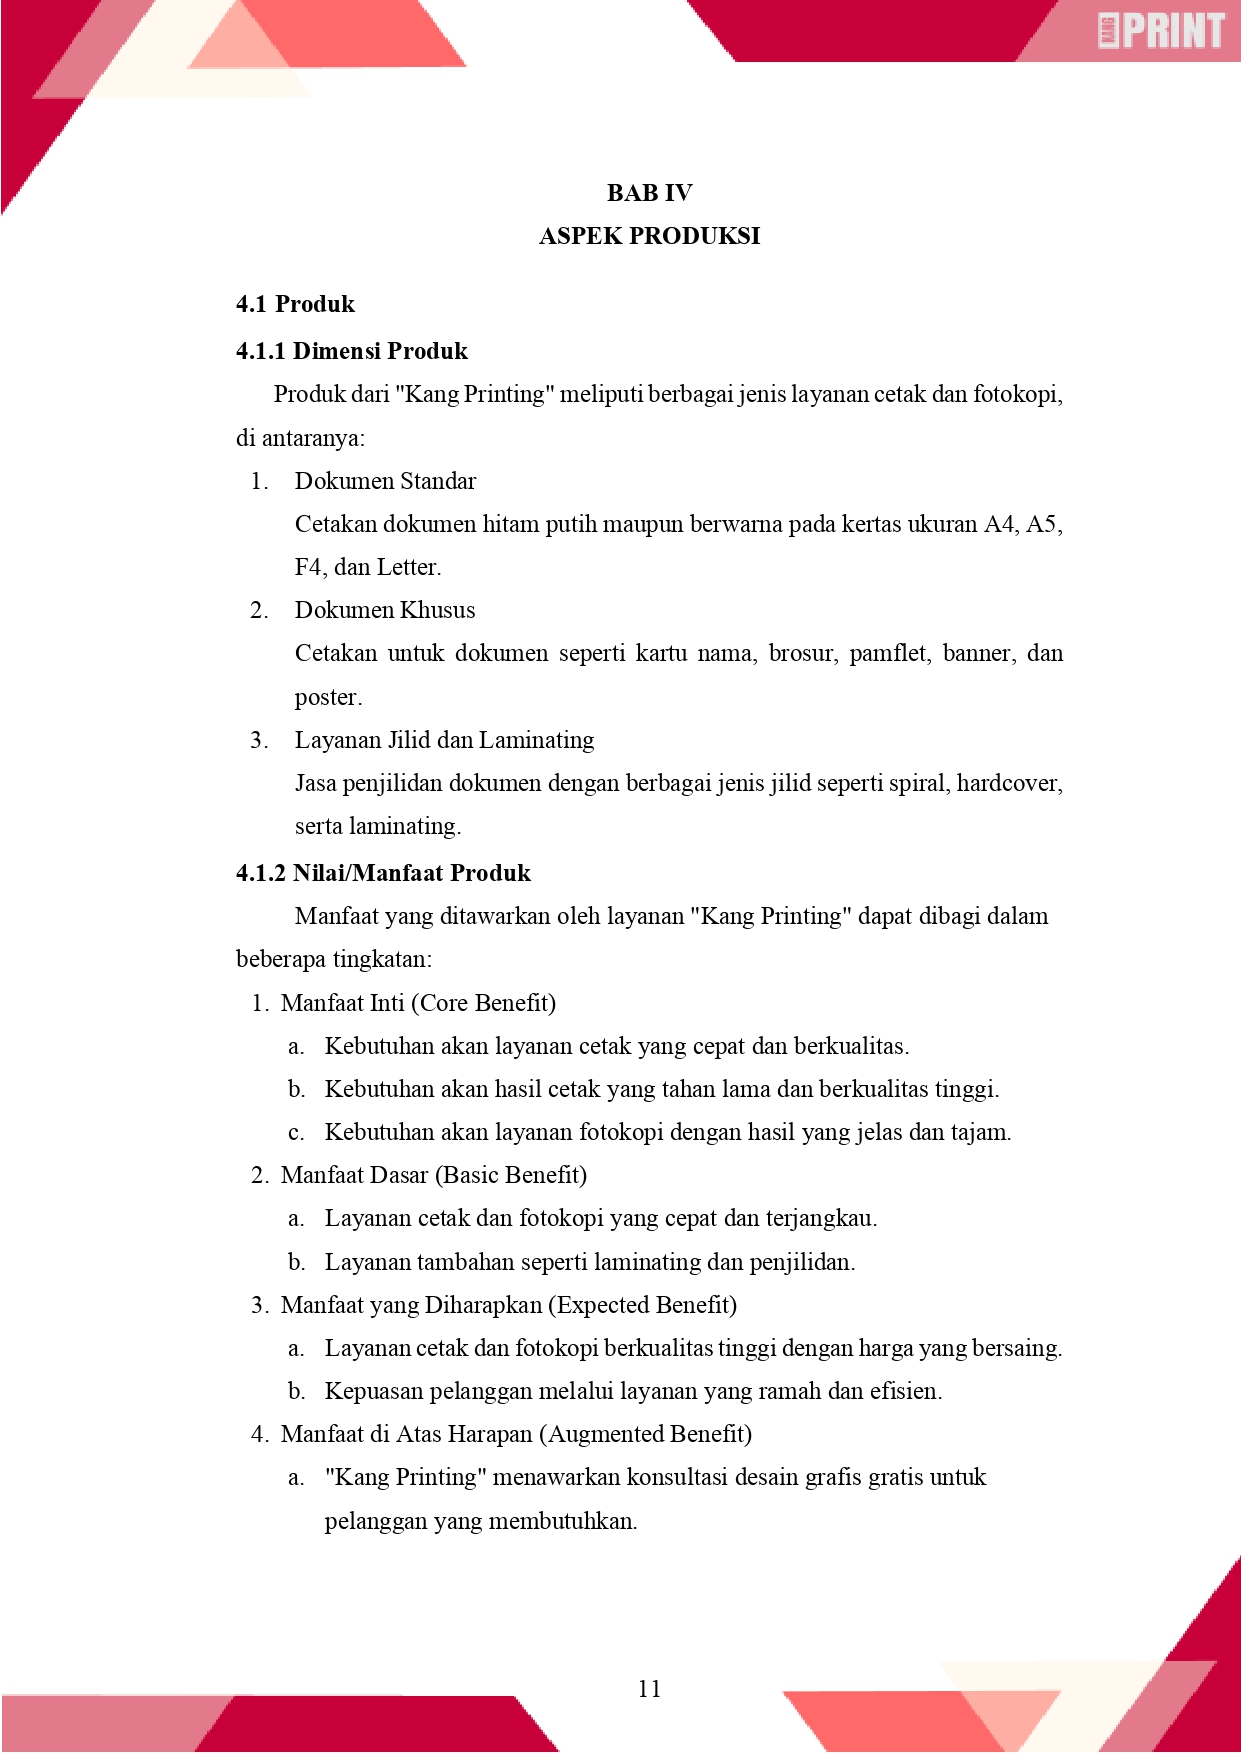 KANG PRINT
BAB IV
ASPEK PRODUKSI
4.1 Produk
4.1.1 Dimensi Produk
Produk dari "Kang Printing" meliputi berbagai jenis layanan cetak dan fotokopi,
di antaranya:
1. Dokumen Standar
Cetakan dokumen hitam putih maupun berwarna pada kertas ukuran A4, A5,
F4, dan Letter.
2. Dokumen Khusus
Cetakan untuk dokumen seperti kartu nama, brosur, pamflet, banner, dan
poster.
3. Layanan Jilid dan Laminating
Jasa penjilidan dokumen dengan berbagai jenis jilid seperti spiral, hardcover,
serta laminating.
4.1.2 Nilai/Manfaat Produk
Manfaat yang ditawarkan oleh layanan "Kang Printing" dapat dibagi dalam
beberapa tingkatan:
1. Manfaat Inti (Core Benefit)
a. Kebutuhan akan layanan cetak yang cepat dan berkualitas.
b. Kebutuhan akan hasil cetak yang tahan lama dan berkualitas tinggi.
c. Kebutuhan akan layanan fotokopi dengan hasil yang jelas dan tajam.
2. Manfaat Dasar (Basic Benefit)
a. Layanan cetak dan fotokopi yang cepat dan terjangkau.
b. Layanan tambahan seperti laminating dan penjilidan.
3. Manfaat yang Diharapkan (Expected Benefit)
a. Layanan cetak dan fotokopi berkualitas tinggi dengan harga yang bersaing.
b. Kepuasan pelanggan melalui layanan yang ramah dan efisien.
4. Manfaat di Atas Harapan (Augmented Benefit)
a. "Kang Printing" menawarkan konsultasi desain grafis gratis untuk
pelanggan yang membutuhkan.
11